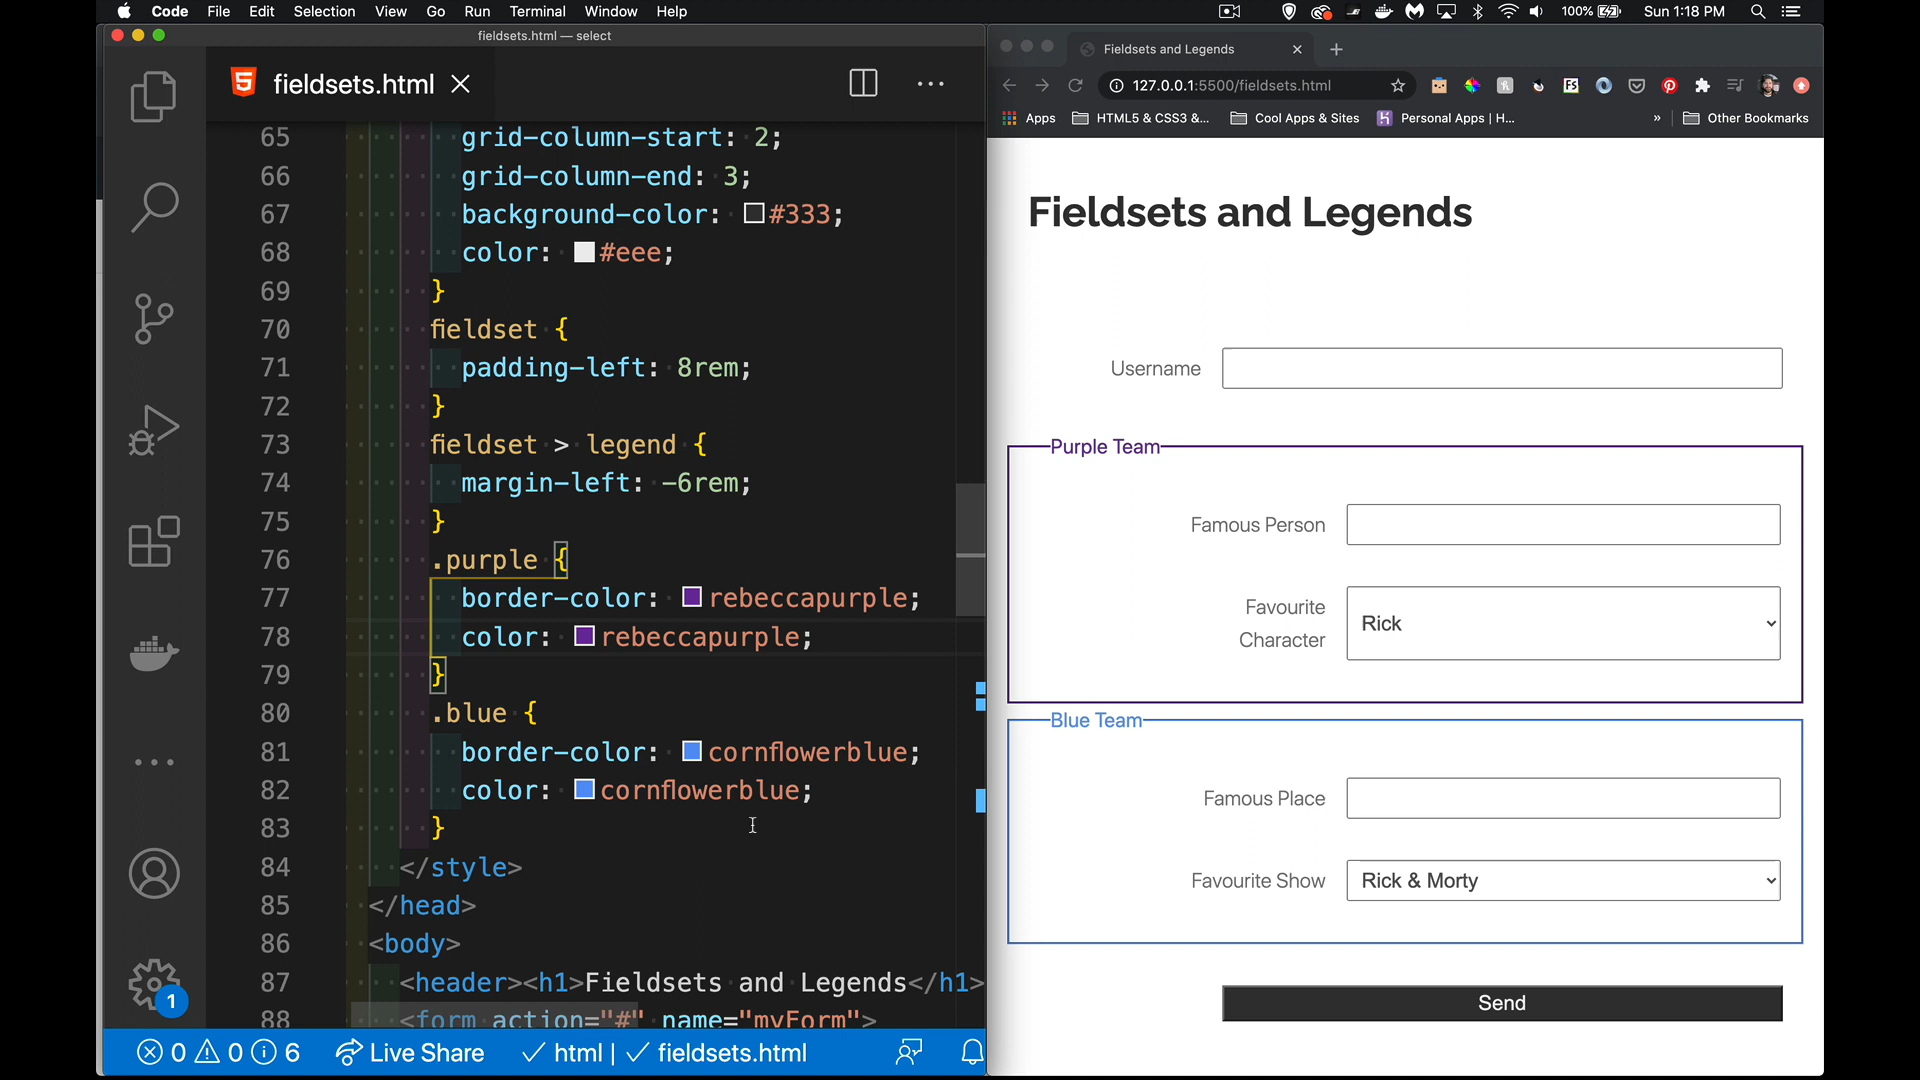 Code File Edit Selection View Go Run Terminal Window Help 100% Sun 1:18 PM
fieldsets.html — select
fieldsets.html
65 grid-column-start: 2;
66 grid-column-end: 3;
67 background-color: #333;
68 color: #eee;
69 }
70 fieldset {
71 padding-left: 8rem;
72 }
73 fieldset > legend {
74 margin-left: -6rem;
75 }
76 .purple {
77 border-color: rebeccapurple;
78 color: rebeccapurple;
79 }
80 .blue {
81 border-color: cornflowerblue;
82 color: cornflowerblue;
83 }
84 </style>
85 </head>
86 <body>
87 <header><h1>Fieldsets and Legends</h1>
88 <form action="#" name="myForm">
1
0 0 6 Live Share html | fieldsets.html
Fieldsets and Legends
127.0.0.1:5500/fieldsets.html
Apps HTML5 & CSS3 &... Cool Apps & Sites Personal Apps | H... » Other Bookmarks
Fieldsets and Legends
Username
Purple Team
Famous Person
Favourite
Character
Rick
Blue Team
Famous Place
Favourite Show
Rick & Morty
Send